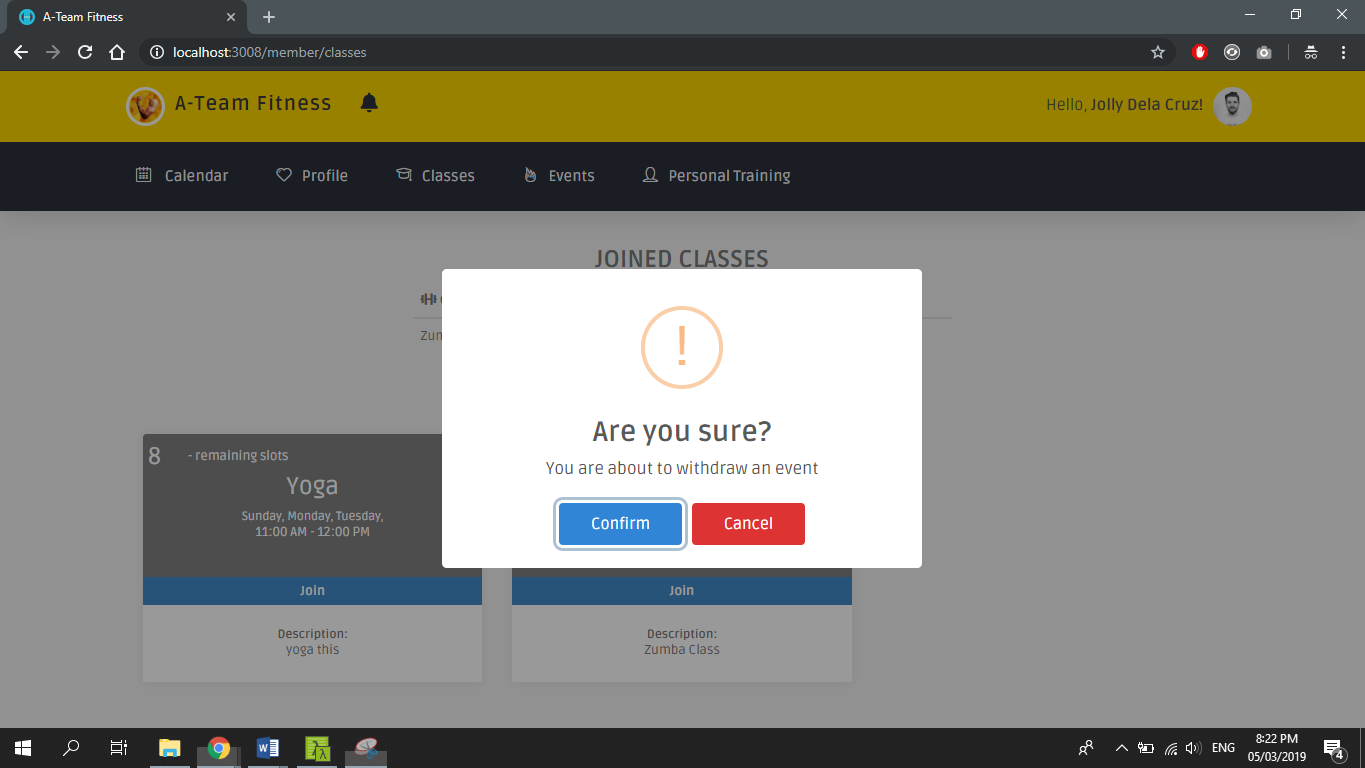 A-Team Fitness
localhost:3008/member/classes
A-Team Fitness
Hello, Jolly Dela Cruz!
Calendar Profile Classes Events Personal Training
JOINED CLASSES
!
Are you sure?
You are about to withdraw an event
Confirm Cancel
8 - remaining slots
Yoga
Sunday, Monday, Tuesday,
11:00 AM - 12:00 PM
Join
Description:
yoga this
Join
Description:
Zumba Class
ENG
8:22 PM
05/03/2019
4